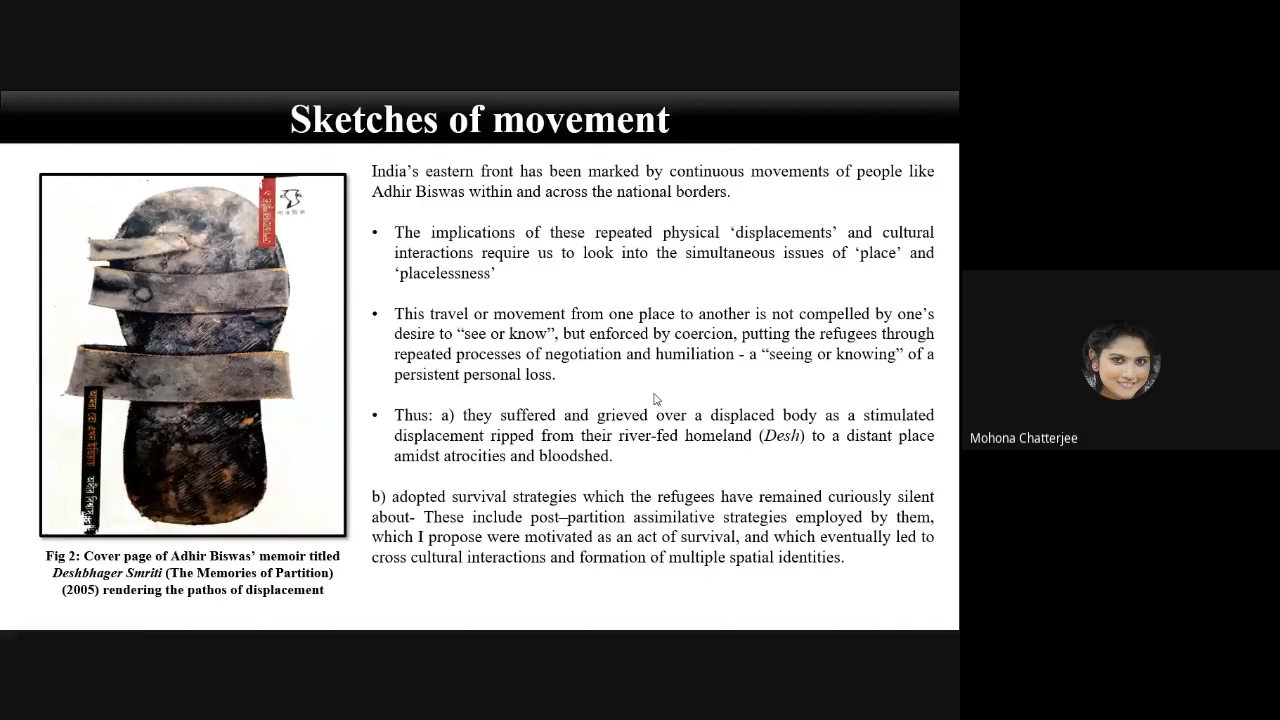 Sketches of movement
India’s eastern front has been marked by continuous movements of people like
Adhir Biswas within and across the national borders.
• The implications of these repeated physical ‘displacements’ and cultural
interactions require us to look into the simultaneous issues of ‘place’ and
‘placelessness’
• This travel or movement from one place to another is not compelled by one’s
desire to “see or know”, but enforced by coercion, putting the refugees through
repeated processes of negotiation and humiliation - a “seeing or knowing” of a
persistent personal loss.
• Thus: a) they suffered and grieved over a displaced body as a stimulated
displacement ripped from their river-fed homeland (Desh) to a distant place
amidst atrocities and bloodshed.
b) adopted survival strategies which the refugees have remained curiously silent
about- These include post–partition assimilative strategies employed by them,
which I propose were motivated as an act of survival, and which eventually led to
cross cultural interactions and formation of multiple spatial identities.
Fig 2: Cover page of Adhir Biswas’ memoir titled
Deshbhager Smriti (The Memories of Partition)
(2005) rendering the pathos of displacement
Mohona Chatterjee